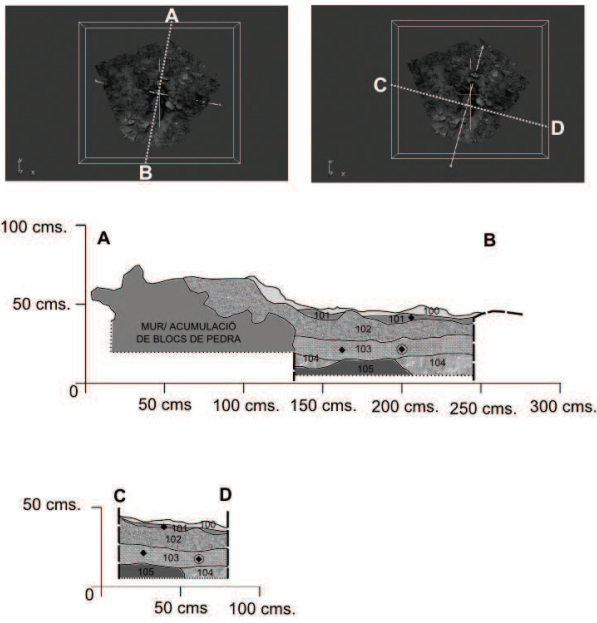 A
B
x
C
D
x
100 cms.
A
B
50 cms.
101
101
100
102
MUR/ ACUMULACIÓ
DE BLOCS DE PEDRA
103
104
105
104
0
50 cms
100 cms.
150 cms.
200 cms.
250 cms.
300 cms.
C
D
50 cms.
101
100
102
103
105
104
0
50 cms
100 cms.